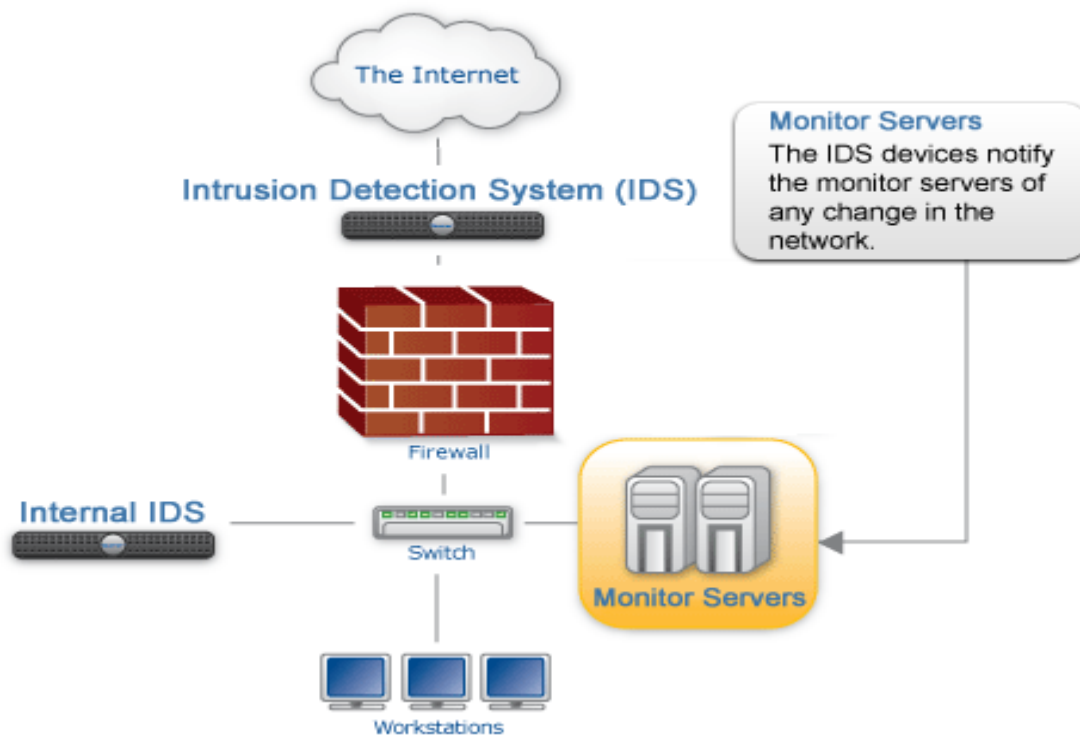 The Internet
Intrusion Detection System (IDS)
Monitor Servers
The IDS devices notify
the monitor servers of
any change in the
network.
Firewall
Internal IDS
Switch
Monitor Servers
Workstations